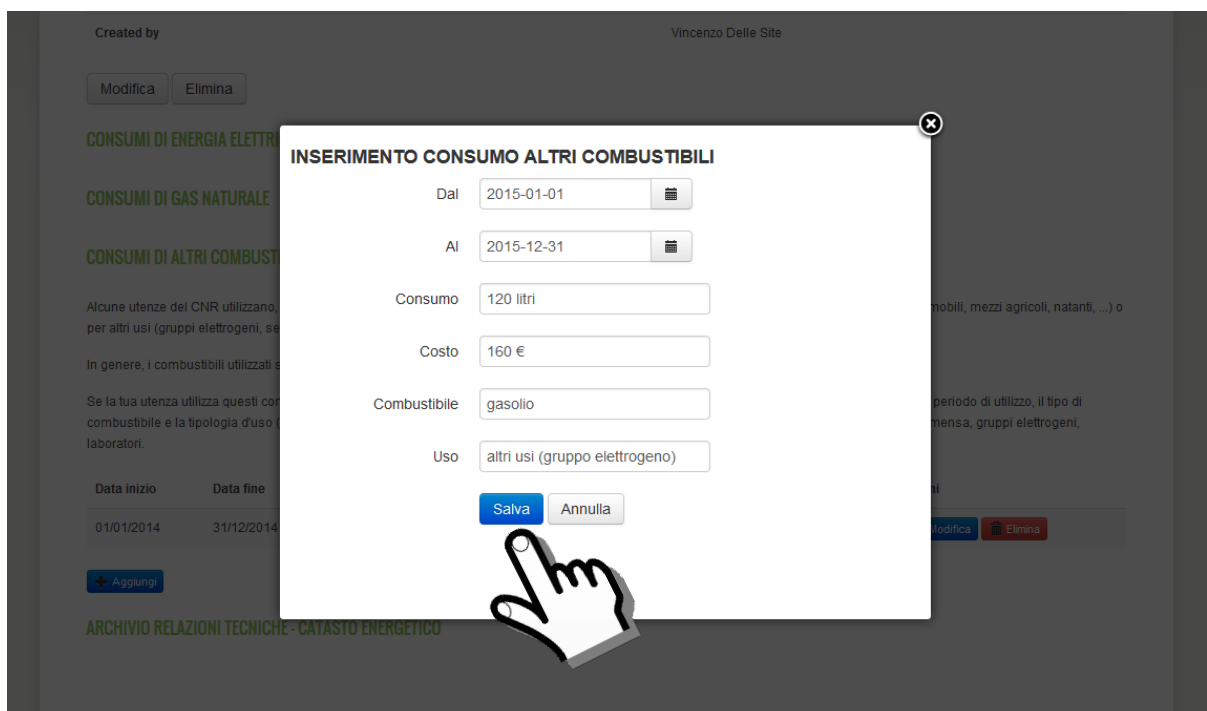 Created by Vincenzo Delle Site
Modifica Elimina
CONSUMI DI ENERGIA ELETTRI
INSERIMENTO CONSUMO ALTRI COMBUSTIBILI
Dal 2015-01-01
CONSUMI DI GAS NATURALE
Al 2015-12-31
CONSUMI DI ALTRI COMBUST
Consumo 120 litri
Alcune utenze del CNR utilizzano, mobili, mezzi agricoli, natanti, ...) o
per altri usi (gruppi elettrogeni, se
Costo 160 €
In genere, i combustibili utilizzati s
Combustibile gasolio
Se la tua utenza utilizza questi con periodo di utilizzo, il tipo di
combustibile e la tipologia d'uso ( mensa, gruppi elettrogeni,
laboratori.
Uso altri usi (gruppo elettrogeno)
Data inizio Data fine ni
Salva Annulla
01/01/2014 31/12/2014 Modifica Elimina
Aggiungi
ARCHIVIO RELAZIONI TECNICHE - CATASTO ENERGETICO